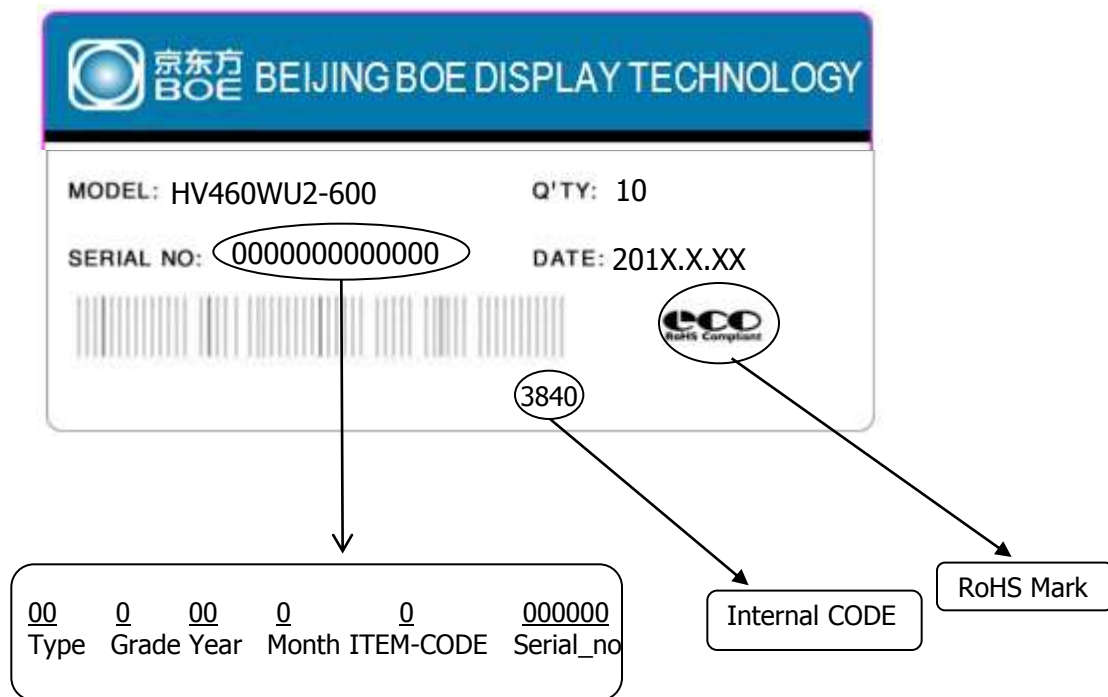 京东方
BOE BEIJING BOE DISPLAY TECHNOLOGY
MODEL: HV460WU2-600 Q'TY: 10
SERIAL NO: 0000000000000 DATE: 201X.X.XX
eco
RoHS Compliant
3840
00 0 00 0 0 000000
Type Grade Year Month ITEM-CODE Serial_no
Internal CODE
RoHS Mark